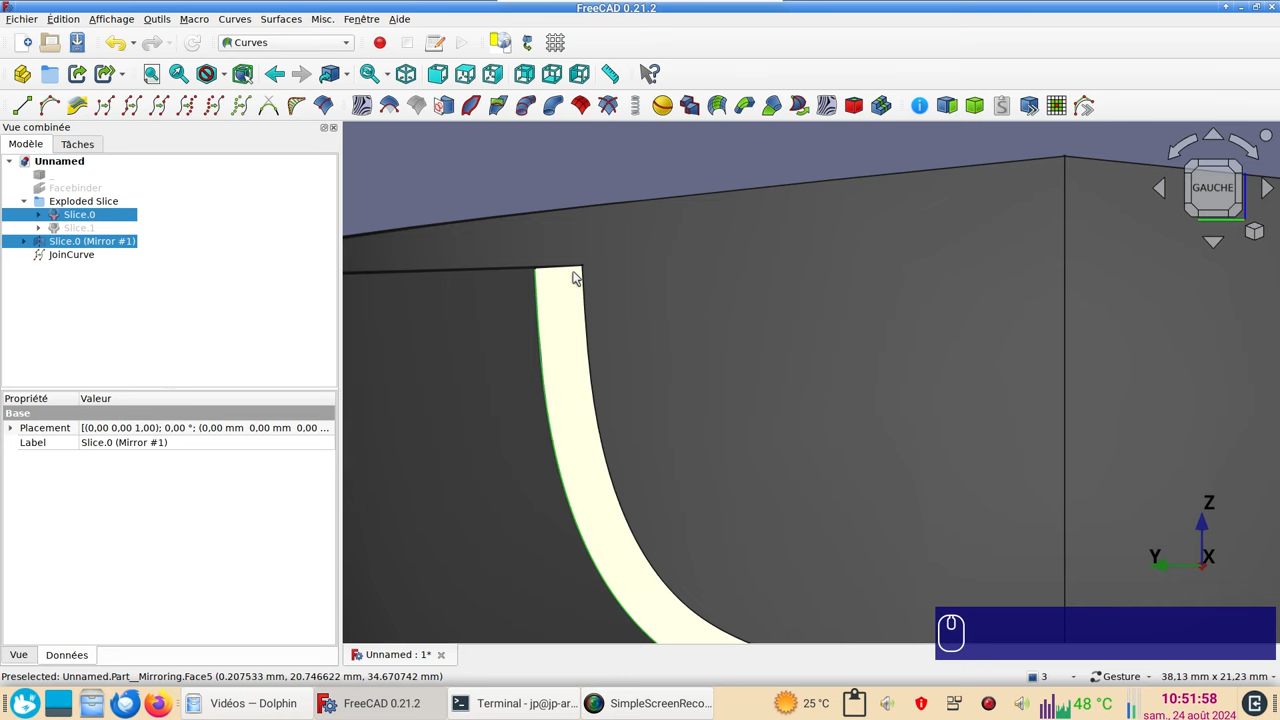 FreeCAD 0.21.2
Fichier Édition Affichage Outils Macro Curves Surfaces Misc. Fenêtre Aide
Curves
Vue combinée
Modèle Tâches
Unnamed
_
Facebinder
Exploded Slice
Slice.0
Slice.1
Slice.0 (Mirror #1)
JoinCurve
GAUCHE
Propriété Valeur
Base
Placement [(0,00 0,00 1,00); 0,00 °; (0,00 mm 0,00 mm 0,00 ...
Label Slice.0 (Mirror #1)
Z
Y X
Vue Données
Unnamed : 1*
Preselected: Unnamed.Part__Mirroring.Face5 (0.207533 mm, 20.746622 mm, 34.670742 mm)
3 Gesture 38,13 mm x 21,23 mm
Vidéos — Dolphin
FreeCAD 0.21.2
Terminal - jp@jp-ar...
SimpleScreenReco...
25 °C
48 °C
10:51:58
sam., 24 août 2024